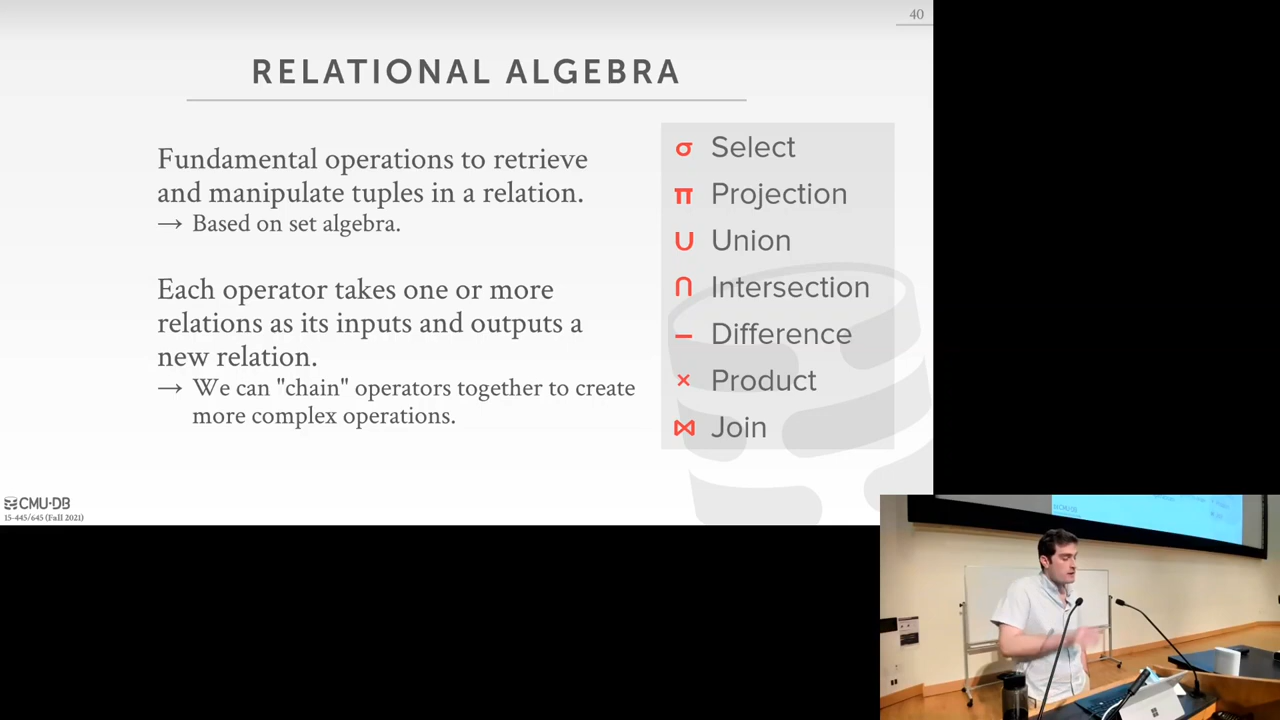 40
RELATIONAL ALGEBRA
Fundamental operations to retrieve
and manipulate tuples in a relation.
→ Based on set algebra.
Each operator takes one or more
relations as its inputs and outputs a
new relation.
→ We can "chain" operators together to create
more complex operations.
σ Select
π Projection
∪ Union
∩ Intersection
– Difference
× Product
⋈ Join
CMU·DB
15-445/645 (Fall 2021)